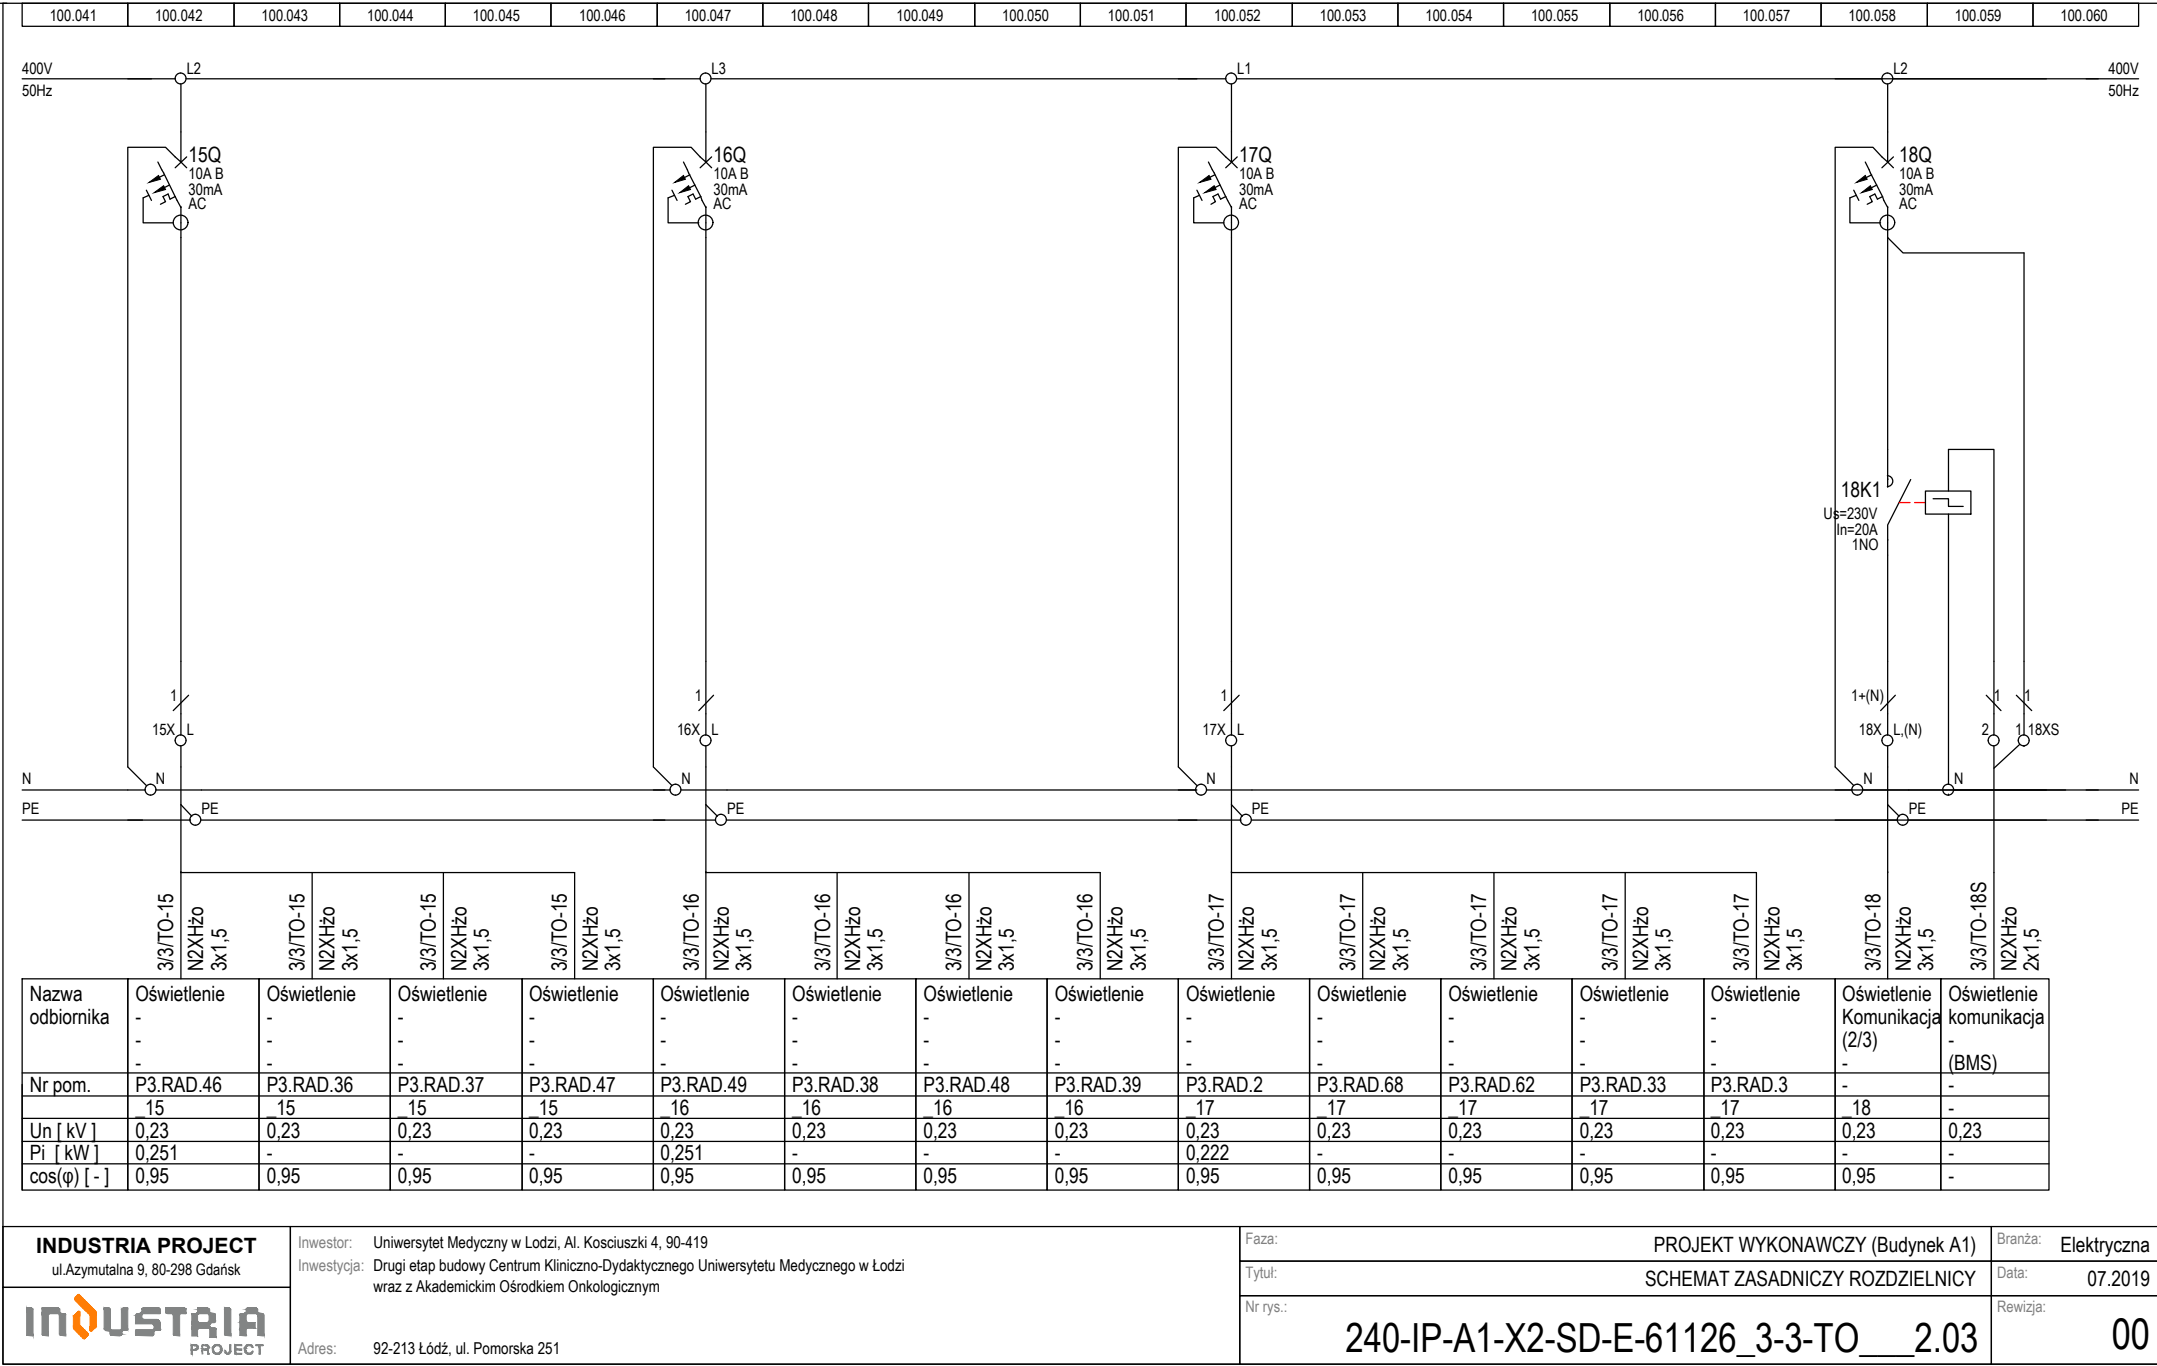 100.041 100.042 100.043 100.044 100.045 100.046 100.047 100.048 100.049 100.050 100.051 100.052 100.053 100.054 100.055 100.056 100.057 100.058 100.059 100.060
400V L2 L3 L1 L2 400V
50Hz 50Hz
15Q 16Q 17Q 18Q
10A B 10A B 10A B 10A B
30mA 30mA 30mA 30mA
AC AC AC AC
18K1
Us=230V
In=20A
1NO
1 1 1 1+(N) 1 1
15X L 16X L 17X L 18X L,(N) 2 1 18XS
N N N N N N N
PE PE PE PE PE PE
3/3/TO-15 N2XHżo 3x1,5
3/3/TO-15 N2XHżo 3x1,5
3/3/TO-15 N2XHżo 3x1,5
3/3/TO-15 N2XHżo 3x1,5
3/3/TO-16 N2XHżo 3x1,5
3/3/TO-16 N2XHżo 3x1,5
3/3/TO-16 N2XHżo 3x1,5
3/3/TO-16 N2XHżo 3x1,5
3/3/TO-17 N2XHżo 3x1,5
3/3/TO-17 N2XHżo 3x1,5
3/3/TO-17 N2XHżo 3x1,5
3/3/TO-17 N2XHżo 3x1,5
3/3/TO-17 N2XHżo 3x1,5
3/3/TO-18 N2XHżo 3x1,5
3/3/TO-18S N2XHżo 2x1,5
Nazwa Oświetlenie Oświetlenie Oświetlenie Oświetlenie Oświetlenie Oświetlenie Oświetlenie Oświetlenie Oświetlenie Oświetlenie Oświetlenie Oświetlenie Oświetlenie Oświetlenie Oświetlenie
odbiornika - - - - - - - - - - - - - Komunikacja komunikacja
- - - - - - - - - - - - - (2/3) -
- - - - - - - - - - - - - - (BMS)
Nr pom. P3.RAD.46 P3.RAD.36 P3.RAD.37 P3.RAD.47 P3.RAD.49 P3.RAD.38 P3.RAD.48 P3.RAD.39 P3.RAD.2 P3.RAD.68 P3.RAD.62 P3.RAD.33 P3.RAD.3 - -
_15 _15 _15 _15 _16 _16 _16 _16 _17 _17 _17 _17 _17 _18 -
Un [ kV ] 0,23 0,23 0,23 0,23 0,23 0,23 0,23 0,23 0,23 0,23 0,23 0,23 0,23 0,23 0,23
Pi [ kW ] 0,251 - - - 0,251 - - - 0,222 - - - - - -
cos(φ) [ - ] 0,95 0,95 0,95 0,95 0,95 0,95 0,95 0,95 0,95 0,95 0,95 0,95 0,95 0,95 -
INDUSTRIA PROJECT
ul.Azymutalna 9, 80-298 Gdańsk
INDUSTRIA
PROJECT
Inwestor: Uniwersytet Medyczny w Lodzi, Al. Kosciuszki 4, 90-419
Inwestycja: Drugi etap budowy Centrum Kliniczno-Dydaktycznego Uniwersytetu Medycznego w Łodzi
wraz z Akademickim Ośrodkiem Onkologicznym
Adres: 92-213 Łódź, ul. Pomorska 251
Faza: PROJEKT WYKONAWCZY (Budynek A1)
Branża: Elektryczna
Tytuł: SCHEMAT ZASADNICZY ROZDZIELNICY
Data: 07.2019
Nr rys.: 240-IP-A1-X2-SD-E-61126_3-3-TO___2.03
Rewizja: 00